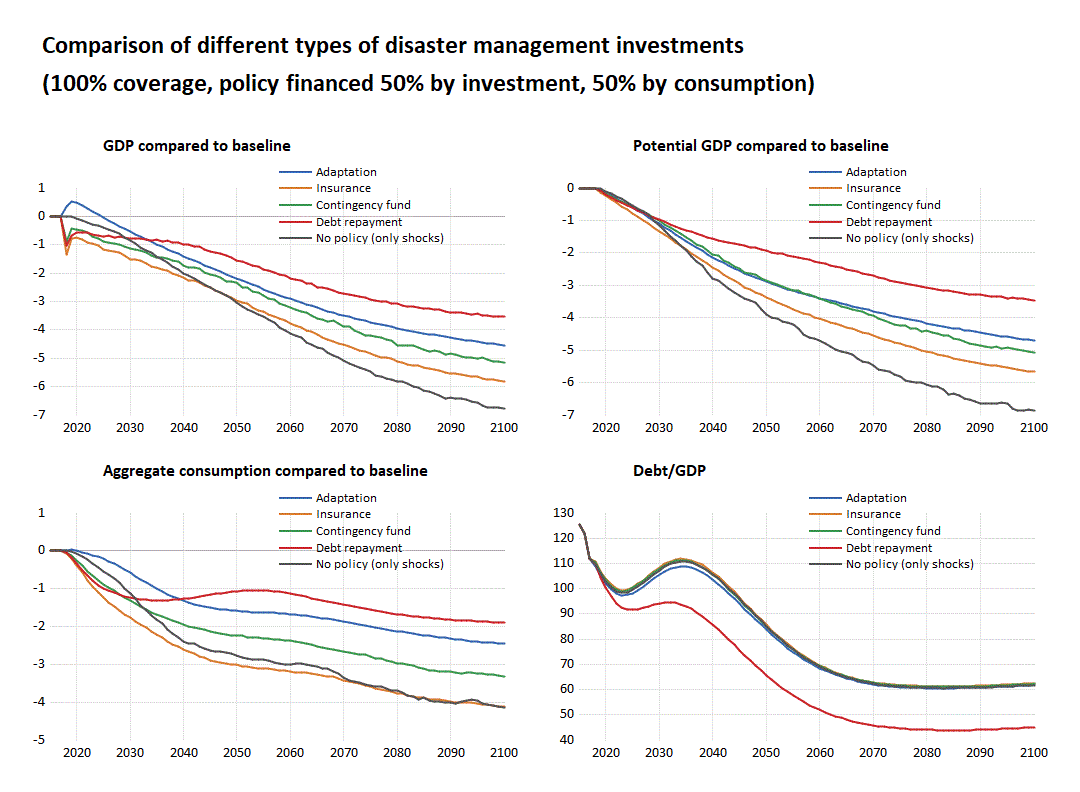 Comparison of different types of disaster management investments
(100% coverage, policy financed 50% by investment, 50% by consumption)
GDP compared to baseline
Adaptation
Insurance
Contingency fund
Debt repayment
No policy (only shocks)
1
0
-1
-2
-3
-4
-5
-6
-7
2020 2030 2040 2050 2060 2070 2080 2090 2100
Potential GDP compared to baseline
Adaptation
Insurance
Contingency fund
Debt repayment
No policy (only shocks)
0
-1
-2
-3
-4
-5
-6
-7
2020 2030 2040 2050 2060 2070 2080 2090 2100
Aggregate consumption compared to baseline
Adaptation
Insurance
Contingency fund
Debt repayment
No policy (only shocks)
1
0
-1
-2
-3
-4
-5
2020 2030 2040 2050 2060 2070 2080 2090 2100
Debt/GDP
Adaptation
Insurance
Contingency fund
Debt repayment
No policy (only shocks)
130
120
110
100
90
80
70
60
50
40
2020 2030 2040 2050 2060 2070 2080 2090 2100